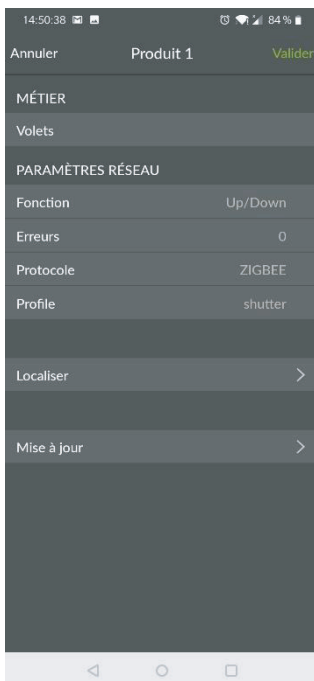 14:50:38 84 %
Annuler Produit 1 Valider
MÉTIER
Volets
PARAMÈTRES RÉSEAU
Fonction Up/Down
Erreurs 0
Protocole ZIGBEE
Profile shutter
Localiser
Mise à jour